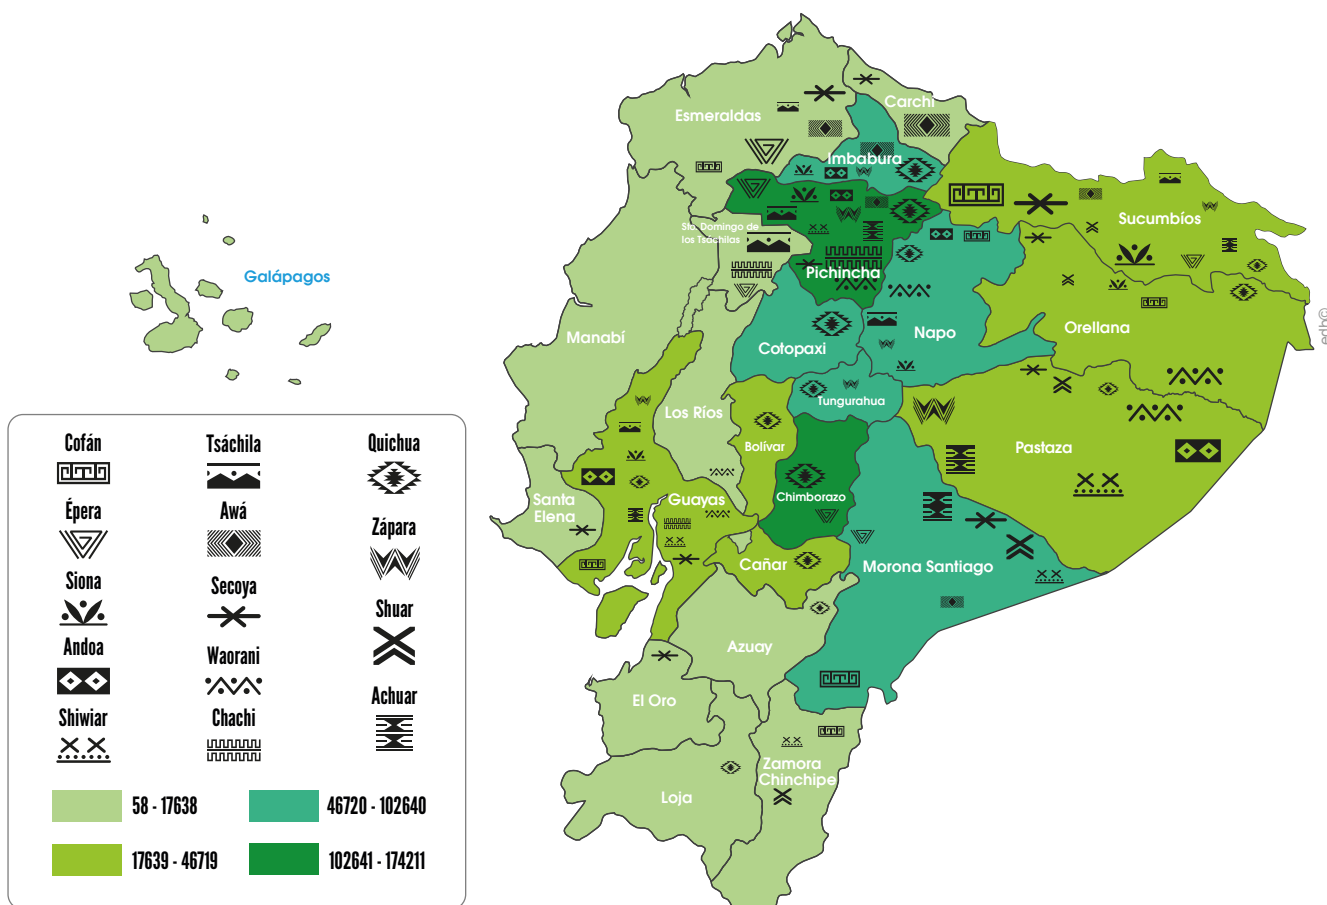 Esmeraldas
Carchi
Imbabura
Sucumbíos
Sto. Domingo de
los Tsáchilas
Pichincha
Galápagos
Orellana
Napo
Manabí
Cotopaxi
Tungurahua
Los Ríos
Bolívar
Pastaza
Chimborazo
Santa
Elena
Guayas
Cañar
Morona Santiago
Azuay
El Oro
Zamora
Chinchipe
Loja
Cofán
Tsáchila
Quichua
Épera
Awá
Zápara
Siona
Secoya
Shuar
Andoa
Waorani
Achuar
Shiwiar
Chachi
58 - 17638
46720 - 102640
17639 - 46719
102641 - 174211
edb©